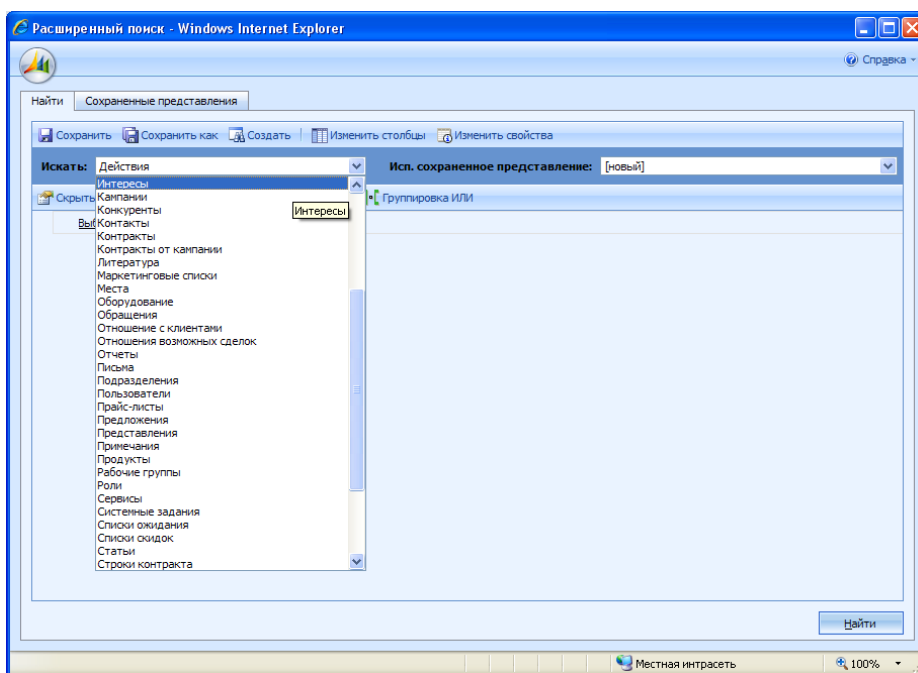 Расширенный поиск - Windows Internet Explorer
Справка
Найти Сохраненные представления
Сохранить Сохранить как Создать Изменить столбцы Изменить свойства
Искать: Действия Исп. сохраненное представление: [новый]
Скрыть Группировка ИЛИ
Интересы
Кампании
Конкуренты
Интересы
Контакты
Контракты
Контракты от кампании
Литература
Маркетинговые списки
Места
Оборудование
Обращения
Отношение с клиентами
Отношения возможных сделок
Отчеты
Письма
Подразделения
Пользователи
Прайс-листы
Предложения
Представления
Примечания
Продукты
Рабочие группы
Роли
Сервисы
Системные задания
Списки ожидания
Списки скидок
Статьи
Строки контракта
Найти
Местная интрасеть 100%